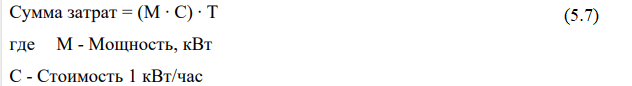 Сумма затрат = (М · С) · Т (5.7)
где М - Мощность, кВт
С - Стоимость 1 кВт/час